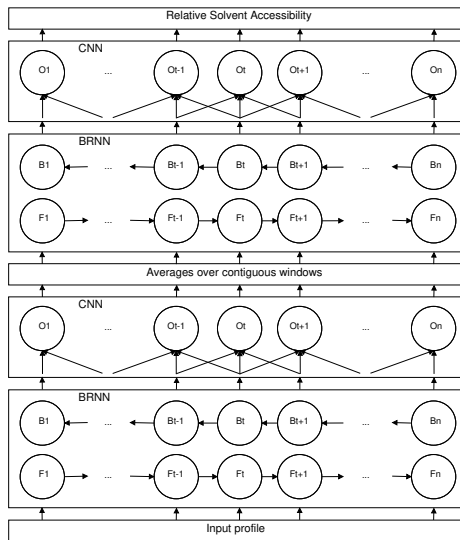 Relative Solvent Accessibility
CNN
O1 ... Ot-1 Ot Ot+1 ... On
BRNN
B1 ... Bt-1 Bt Bt+1 ... Bn
F1 ... Ft-1 Ft Ft+1 ... Fn
Averages over contiguous windows
CNN
O1 ... Ot-1 Ot Ot+1 ... On
BRNN
B1 ... Bt-1 Bt Bt+1 ... Bn
F1 ... Ft-1 Ft Ft+1 ... Fn
Input profile